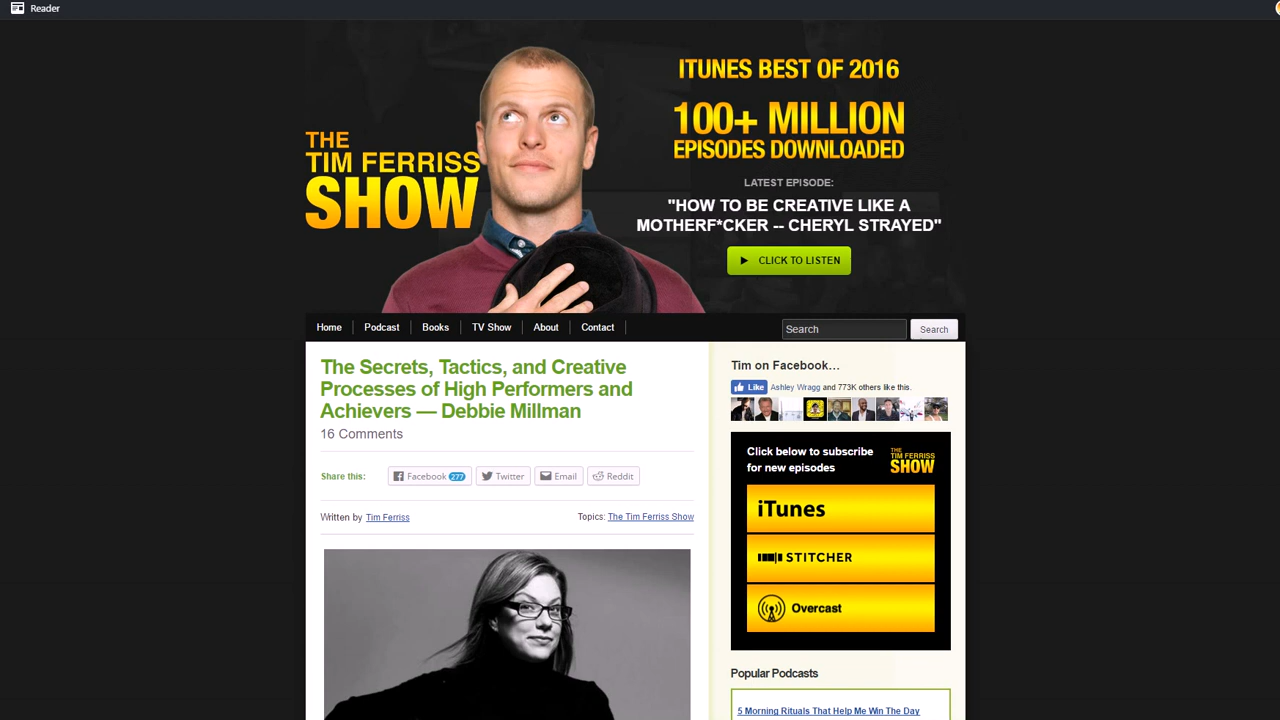 Reader
THE
TIM FERRISS
SHOW
ITUNES BEST OF 2016
100+ MILLION
EPISODES DOWNLOADED
LATEST EPISODE:
"HOW TO BE CREATIVE LIKE A
MOTHERF*CKER -- CHERYL STRAYED"
CLICK TO LISTEN
Home
Podcast
Books
TV Show
About
Contact
Search
Search
The Secrets, Tactics, and Creative
Processes of High Performers and
Achievers — Debbie Millman
16 Comments
Share this:
Facebook 277
Twitter
Email
Reddit
Written by Tim Ferriss
Topics: The Tim Ferriss Show
Tim on Facebook…
Like
Ashley Wragg and 773K others like this.
Click below to subscribe
for new episodes
THE
TIM FERRISS
SHOW
iTunes
STITCHER
Overcast
Popular Podcasts
5 Morning Rituals That Help Me Win The Day